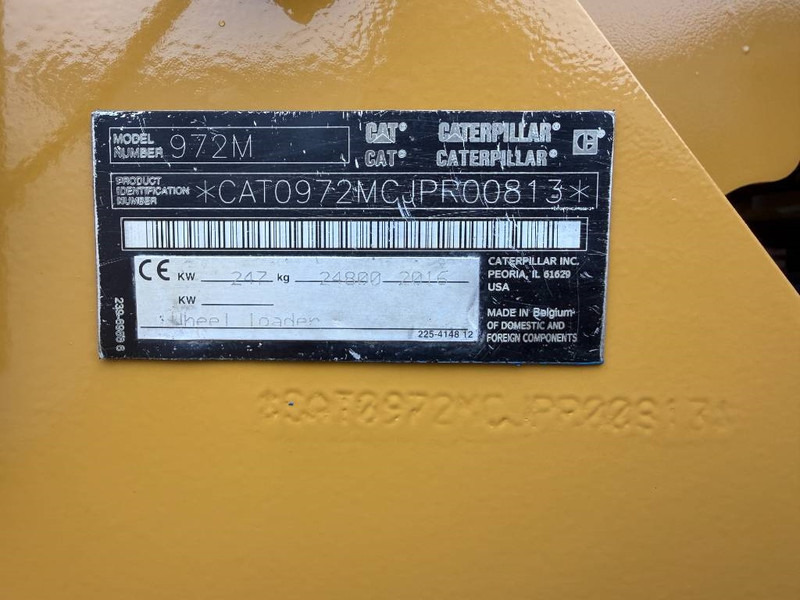 MODEL NUMBER 972M
CAT® CATERPILLAR®
CAT® CATERPILLAR®
PRODUCT IDENTIFICATION NUMBER *CAT0972MCJPR00813*
CE KW 247 kg 24800 2016
KW
Wheel loader
225-4148 12
CATERPILLAR INC.
PEORIA, IL 61629
USA
MADE IN Belgium
OF DOMESTIC AND
FOREIGN COMPONENTS
*CAT0972MCJPR00813*